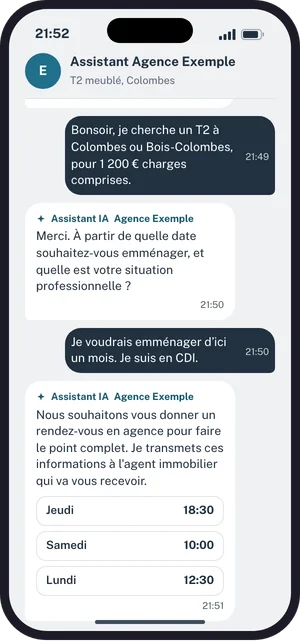 21:52
E
Assistant Agence Exemple
T2 meublé, Colombes
Bonsoir, je cherche un T2 à
Colombes ou Bois-Colombes,
pour 1 200 € charges
comprises.
21:49
Assistant IA Agence Exemple
Merci. À partir de quelle date
souhaitez-vous emménager, et
quelle est votre situation
professionnelle ?
21:50
Je voudrais emménager d'ici
un mois. Je suis en CDI.
21:50
Assistant IA Agence Exemple
Nous souhaitons vous donner un
rendez-vous en agence pour faire
le point complet. Je transmets ces
informations à l'agent immobilier
qui va vous recevoir.
Jeudi 18:30
Samedi 10:00
Lundi 12:30
21:51